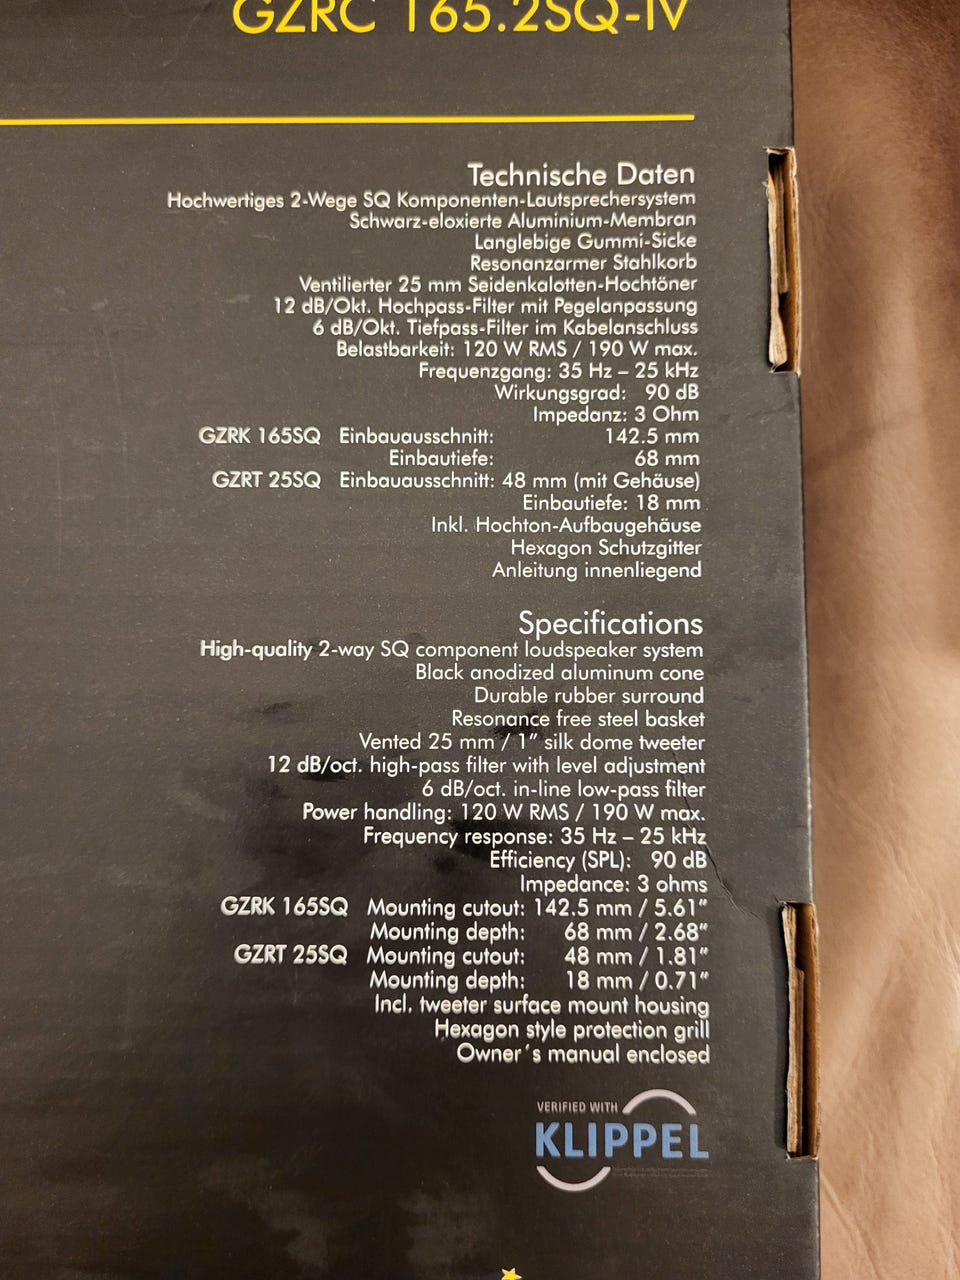 GZRC 165.2SQ-IV
Technische Daten
Hochwertiges 2-Wege SQ Komponenten-Lautsprechersystem
Schwarz-eloxierte Aluminium-Membran
Langlebige Gummi-Sicke
Resonanzarmer Stahlkorb
Ventilierter 25 mm Seidenkalotten-Hochtöner
12 dB/Okt. Hochpass-Filter mit Pegelanpassung
6 dB/Okt. Tiefpass-Filter im Kabelanschluss
Belastbarkeit: 120 W RMS / 190 W max.
Frequenzgang: 35 Hz – 25 kHz
Wirkungsgrad: 90 dB
Impedanz: 3 Ohm
GZRK 165SQ Einbauausschnitt: 142.5 mm
Einbautiefe: 68 mm
GZRT 25SQ Einbauausschnitt: 48 mm (mit Gehäuse)
Einbautiefe: 18 mm
Inkl. Hochton-Aufbaugehäuse
Hexagon Schutzgitter
Anleitung innenliegend
Specifications
High-quality 2-way SQ component loudspeaker system
Black anodized aluminum cone
Durable rubber surround
Resonance free steel basket
Vented 25 mm / 1" silk dome tweeter
12 dB/oct. high-pass filter with level adjustment
6 dB/oct. in-line low-pass filter
Power handling: 120 W RMS / 190 W max.
Frequency response: 35 Hz – 25 kHz
Efficiency (SPL): 90 dB
Impedance: 3 ohms
GZRK 165SQ Mounting cutout: 142.5 mm / 5.61"
Mounting depth: 68 mm / 2.68"
GZRT 25SQ Mounting cutout: 48 mm / 1.81"
Mounting depth: 18 mm / 0.71"
Incl. tweeter surface mount housing
Hexagon style protection grill
Owner´s manual enclosed
VERIFIED WITH
KLIPPEL